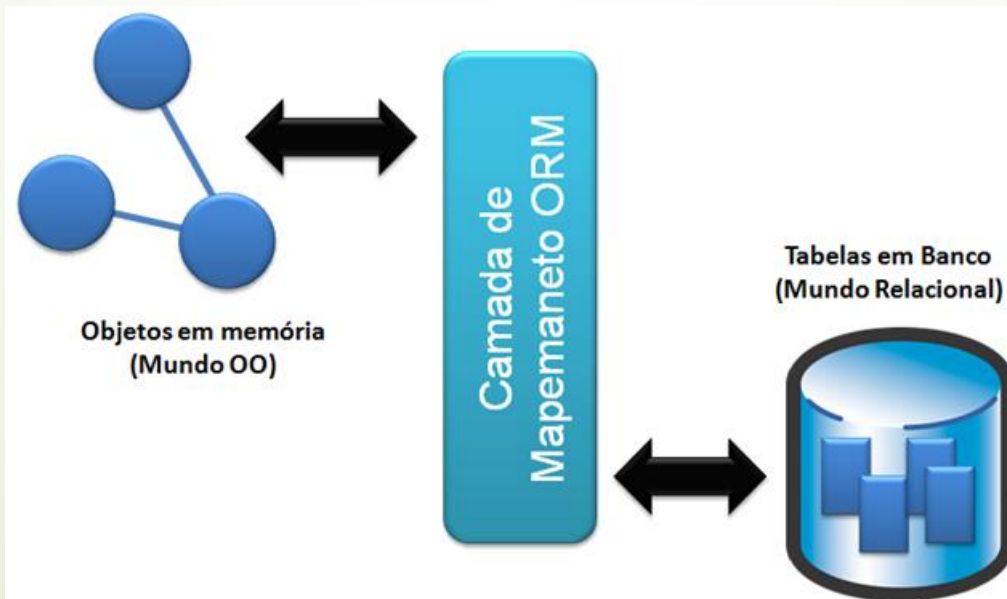 Objetos em memória
(Mundo OO)
Camada de
Mapemaneto ORM
Tabelas em Banco
(Mundo Relacional)